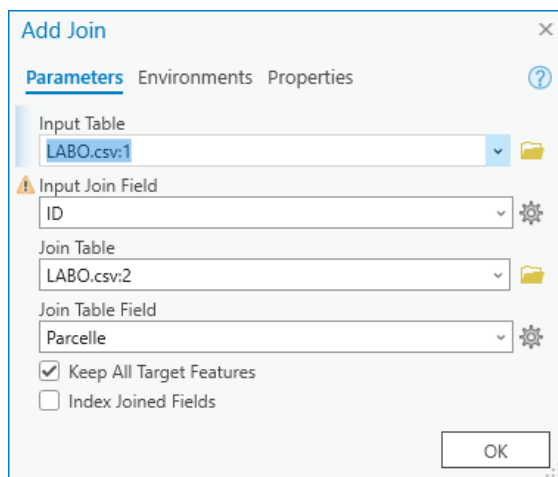 Add Join
Parameters Environments Properties
Input Table
LABO.csv:1
Input Join Field
ID
Join Table
LABO.csv:2
Join Table Field
Parcelle
Keep All Target Features
Index Joined Fields
OK